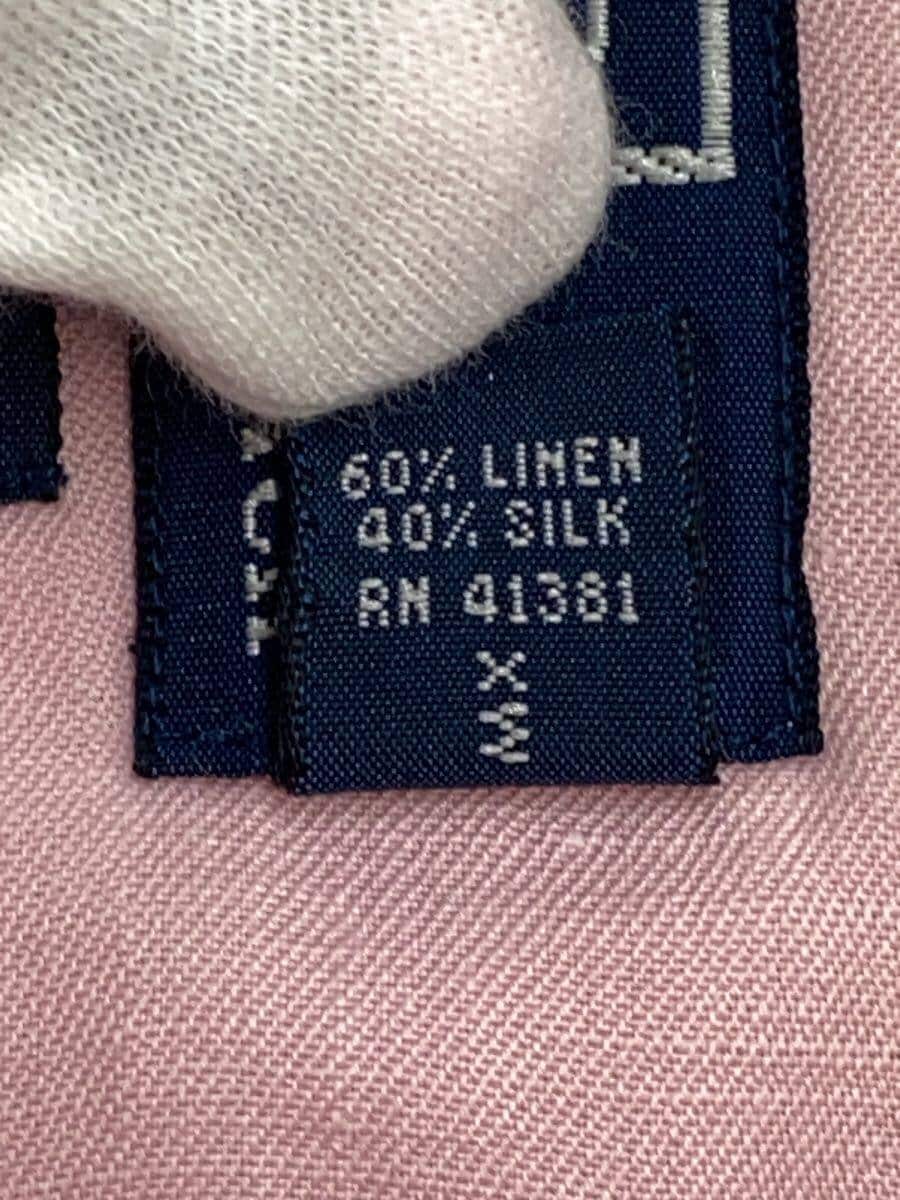 60% LINEN
40% SILK
RN 41381
X